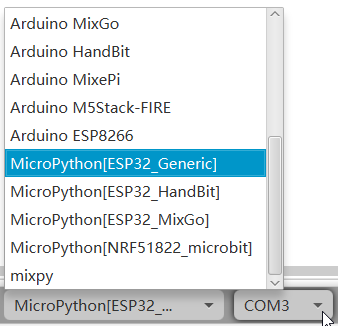 Arduino MixGo
Arduino HandBit
Arduino MixePi
Arduino M5Stack-FIRE
Arduino ESP8266
MicroPython[ESP32_Generic]
MicroPython[ESP32_HandBit]
MicroPython[ESP32_MixGo]
MicroPython[NRF51822_microbit]
mixpy
MicroPython[ESP32_... COM3